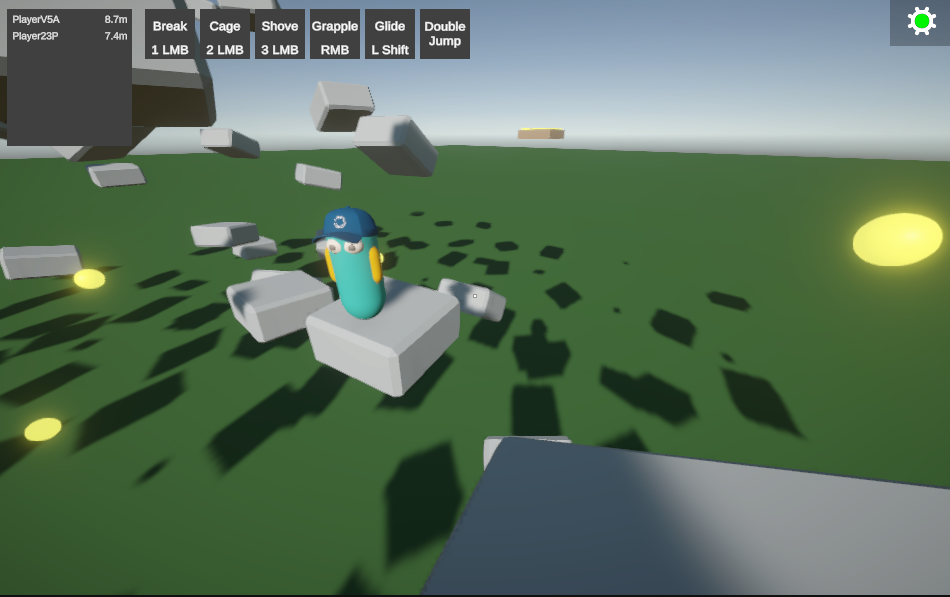 PlayerV5A 8.7m
Player23P 7.4m
Break
1 LMB
Cage
2 LMB
Shove
3 LMB
Grapple
RMB
Glide
L Shift
Double
Jump